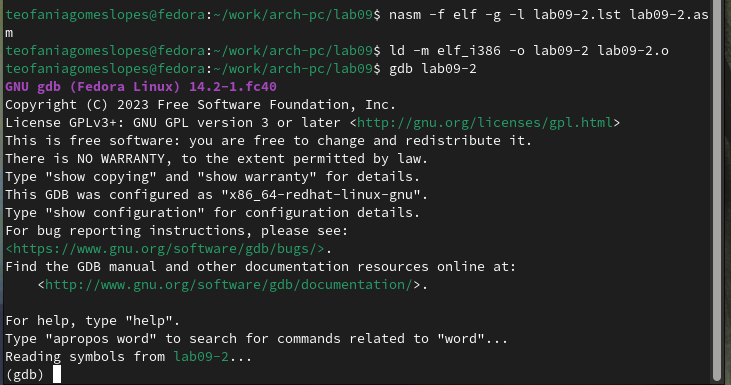 teofaniagomeslopes@fedora:~/work/arch-pc/lab09$ nasm -f elf -g -l lab09-2.lst lab09-2.as
m
teofaniagomeslopes@fedora:~/work/arch-pc/lab09$ ld -m elf_i386 -o lab09-2 lab09-2.o
teofaniagomeslopes@fedora:~/work/arch-pc/lab09$ gdb lab09-2
GNU gdb (Fedora Linux) 14.2-1.fc40
Copyright (C) 2023 Free Software Foundation, Inc.
License GPLv3+: GNU GPL version 3 or later <http://gnu.org/licenses/gpl.html>
This is free software: you are free to change and redistribute it.
There is NO WARRANTY, to the extent permitted by law.
Type "show copying" and "show warranty" for details.
This GDB was configured as "x86_64-redhat-linux-gnu".
Type "show configuration" for configuration details.
For bug reporting instructions, please see:
<https://www.gnu.org/software/gdb/bugs/>.
Find the GDB manual and other documentation resources online at:
    <http://www.gnu.org/software/gdb/documentation/>.

For help, type "help".
Type "apropos word" to search for commands related to "word"...
Reading symbols from lab09-2...
(gdb)